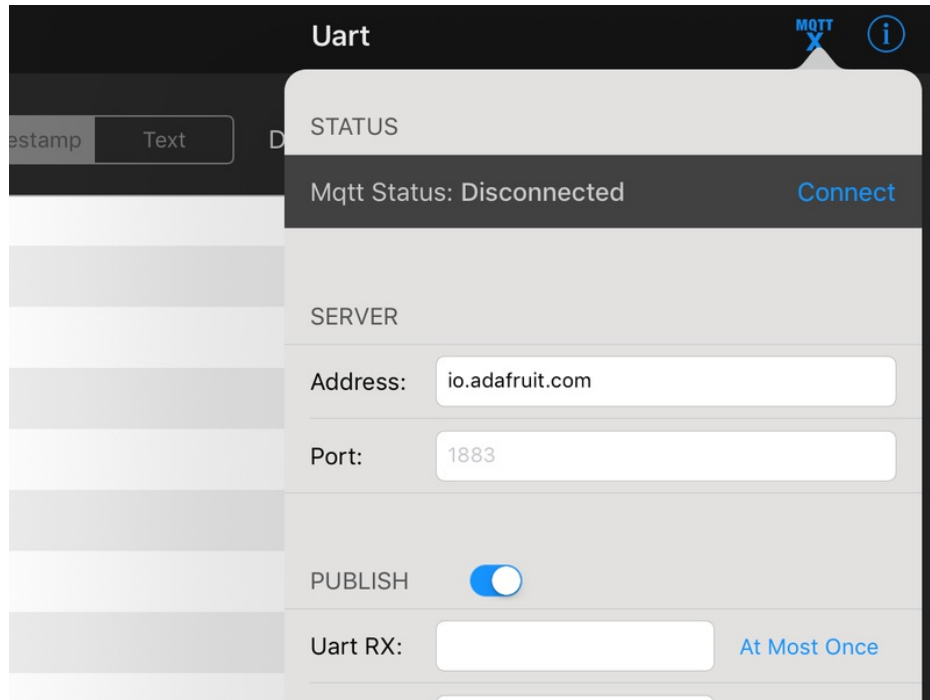 Uart
MQTT
X
i
estamp
Text
D
STATUS
Mqtt Status: Disconnected
Connect
SERVER
Address:
io.adafruit.com
Port:
1883
PUBLISH
Uart RX:
At Most Once